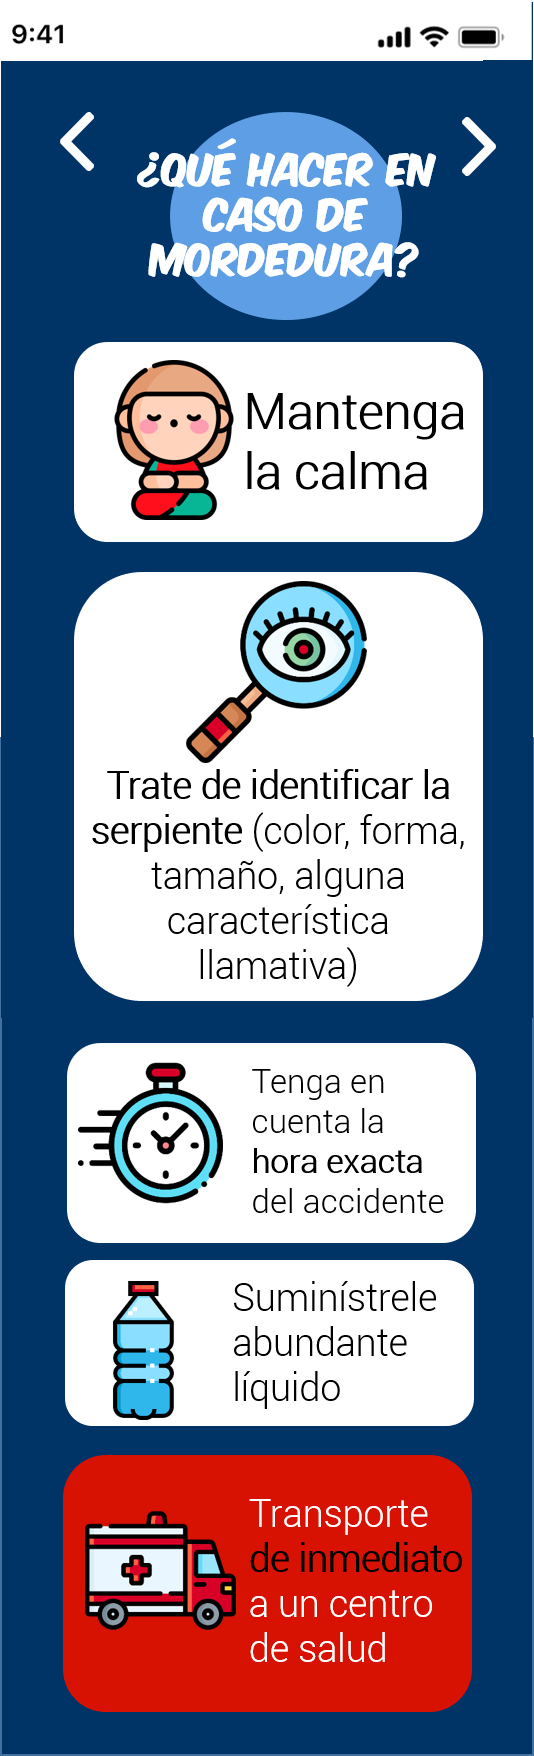 9:41
¿QUÉ HACER EN
CASO DE
MORDEDURA?
Mantenga
la calma
Trate de identificar la
serpiente (color, forma,
tamaño, alguna
característica
llamativa)
Tenga en
cuenta la
hora exacta
del accidente
Suminístrele
abundante
líquido
Transporte
de inmediato
a un centro
de salud